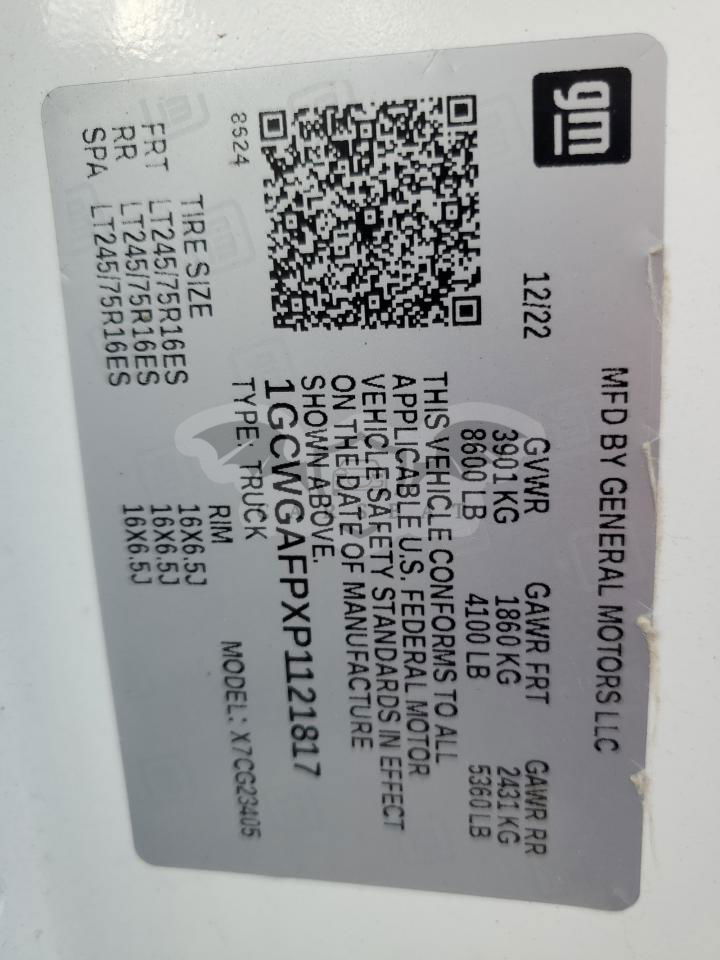 gm
MFD BY GENERAL MOTORS LLC
12/22
GVWR GAWR FRT GAWR RR
3901 KG 1860 KG 2431 KG
8600 LB 4100 LB 5360 LB
THIS VEHICLE CONFORMS TO ALL
APPLICABLE U.S. FEDERAL MOTOR
VEHICLE SAFETY STANDARDS IN EFFECT
ON THE DATE OF MANUFACTURE
SHOWN ABOVE.
1GCWGAFPXP1121817
TYPE: TRUCK
MODEL: X7CG23405
8524
TIRE SIZE RIM
FRT LT245/75R16ES 16X6.5J
RR LT245/75R16ES 16X6.5J
SPA LT245/75R16ES 16X6.5J